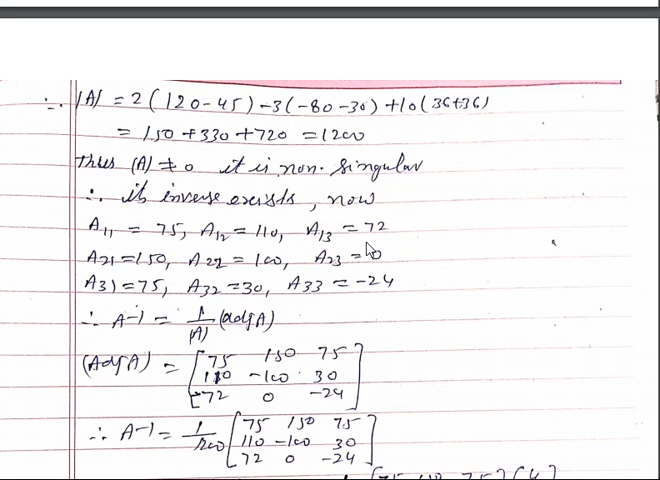 ∴ |A| = 2(120-45)-3(-80-30)+10(36+36)
= 150+330+720 = 1200
Thus |A| ≠ 0 it is non-singular
∴ its inverse exists, now
A11 = 75, A12 = 110, A13 = 72
A21 = 150, A22 = 100, A23 = 0
A31 = 75, A32 = 30, A33 = -24
∴ A-1 = 1/|A| (adj A)
(Adj A) = [75 150 75
110 -100 30
72 0 -24]
∴ A-1 = 1/1200 [75 150 75
110 -100 30
72 0 -24]